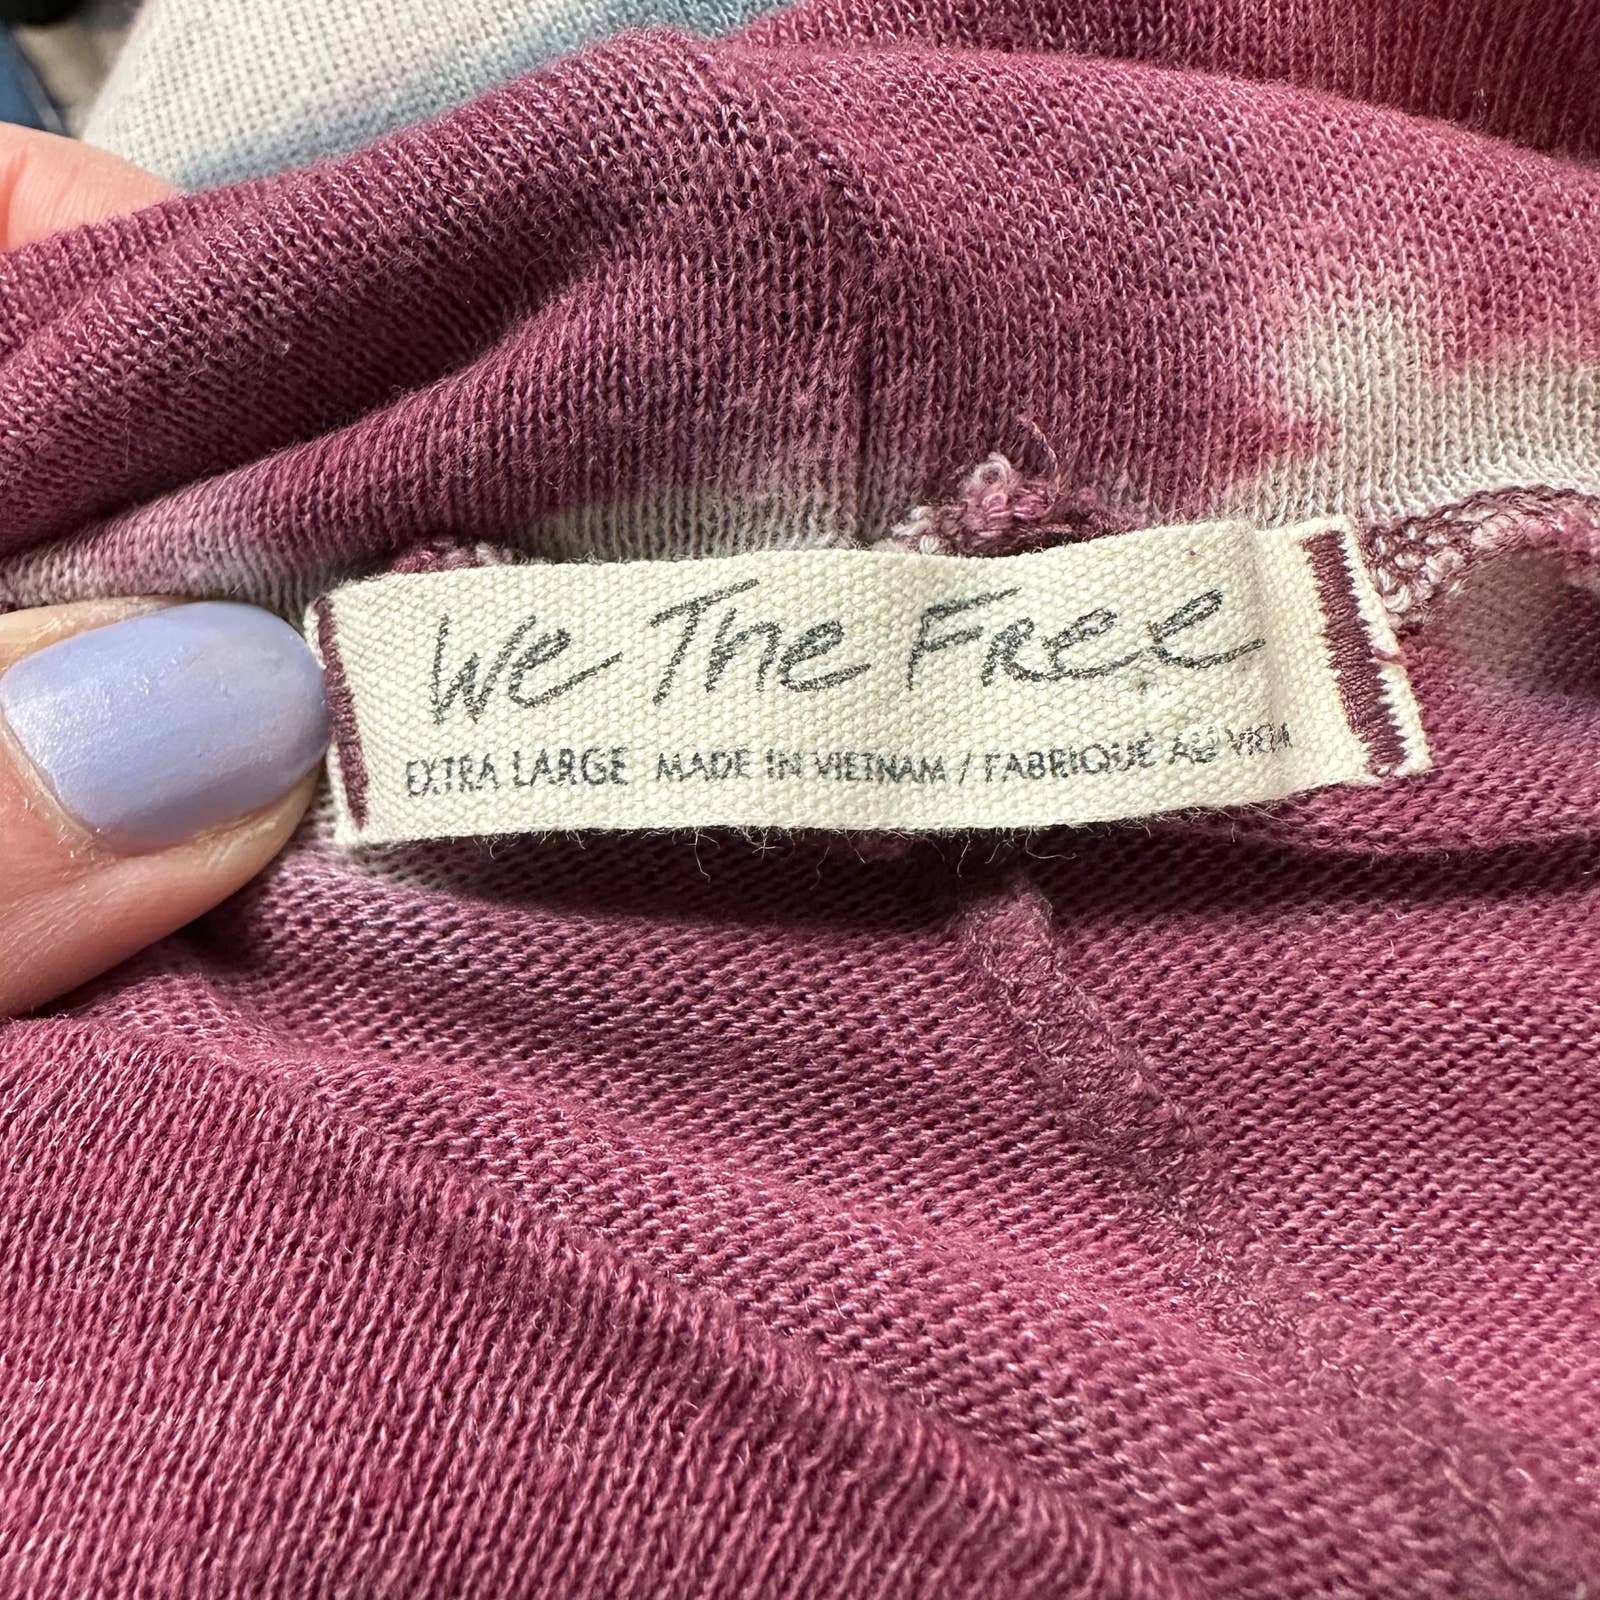 We The Free
EXTRA LARGE MADE IN VIETNAM / FABRIQUÉ AU